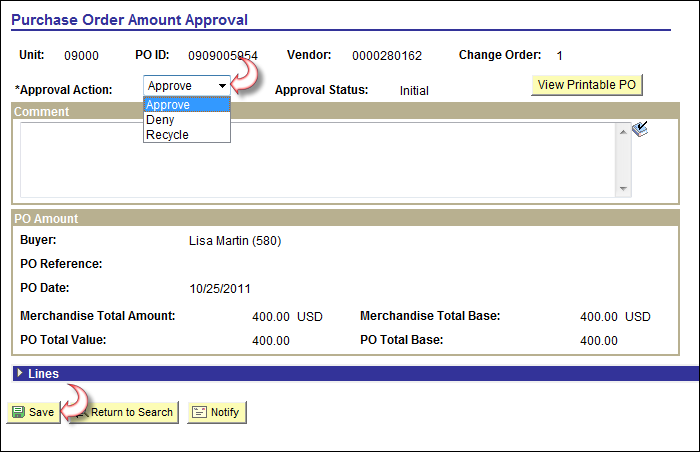 Purchase Order Amount Approval
Unit: 09000 PO ID: 0909005954 Vendor: 0000280162 Change Order: 1
*Approval Action: Approve Approval Status: Initial View Printable PO
Approve
Deny
Recycle
Comment
PO Amount
Buyer: Lisa Martin (580)
PO Reference:
PO Date: 10/25/2011
Merchandise Total Amount: 400.00 USD Merchandise Total Base: 400.00 USD
PO Total Value: 400.00 PO Total Base: 400.00
Lines
Save Return to Search Notify